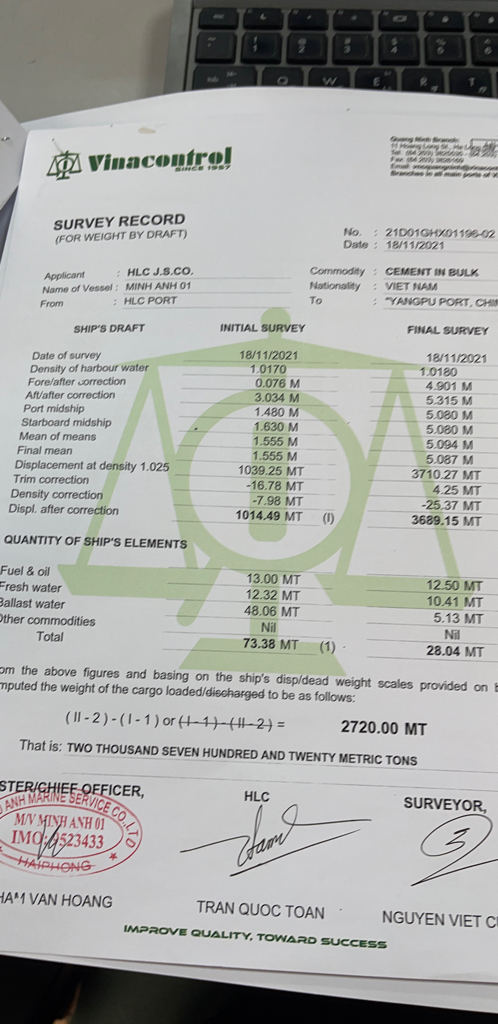 Vinacontrol
SINCE 1957
Quang Ninh Branch:
SURVEY RECORD
(FOR WEIGHT BY DRAFT)
No. : 21D01GHX01196-02
Date : 18/11/2021
Applicant : HLC J.S.CO.
Commodity : CEMENT IN BULK
Name of Vessel : MINH ANH 01
Nationality : VIET NAM
From : HLC PORT
To : "YANGPU PORT, CHIN
SHIP'S DRAFT INITIAL SURVEY FINAL SURVEY
Date of survey 18/11/2021 18/11/2021
Density of harbour water 1.0170 1.0180
Fore/after correction 0.076 M 4.901 M
Aft/after correction 3.034 M 5.315 M
Port midship 1.480 M 5.080 M
Starboard midship 1.630 M 5.080 M
Mean of means 1.555 M 5.094 M
Final mean 1.555 M 5.087 M
Displacement at density 1.025 1039.25 MT 3710.27 MT
Trim correction -16.78 MT 4.25 MT
Density correction -7.98 MT -25.37 MT
Displ. after correction 1014.49 MT (I) 3689.15 MT
QUANTITY OF SHIP'S ELEMENTS
Fuel & oil 13.00 MT 12.50 MT
Fresh water 12.32 MT 10.41 MT
Ballast water 48.06 MT 5.13 MT
Other commodities Nil Nil
Total 73.38 MT (1) 28.04 MT
om the above figures and basing on the ship's disp/dead weight scales provided on b
mputed the weight of the cargo loaded/discharged to be as follows:
(II-2)-(I-1) or (I-1)-(II-2) = 2720.00 MT
That is: TWO THOUSAND SEVEN HUNDRED AND TWENTY METRIC TONS
STER/CHIEF OFFICER, HLC SURVEYOR,
ANH MARINE SERVICE CO.,LTD
M/V MINH ANH 01
IMO: 9523433
HAIPHONG
HAM VAN HOANG TRAN QUOC TOAN NGUYEN VIET C
IMPROVE QUALITY, TOWARD SUCCESS